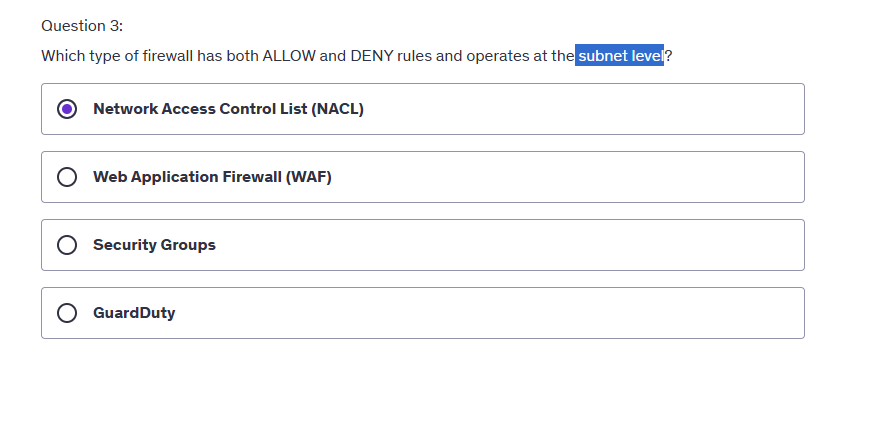 Question 3:
Which type of firewall has both ALLOW and DENY rules and operates at the subnet level?
Network Access Control List (NACL)
Web Application Firewall (WAF)
Security Groups
GuardDuty